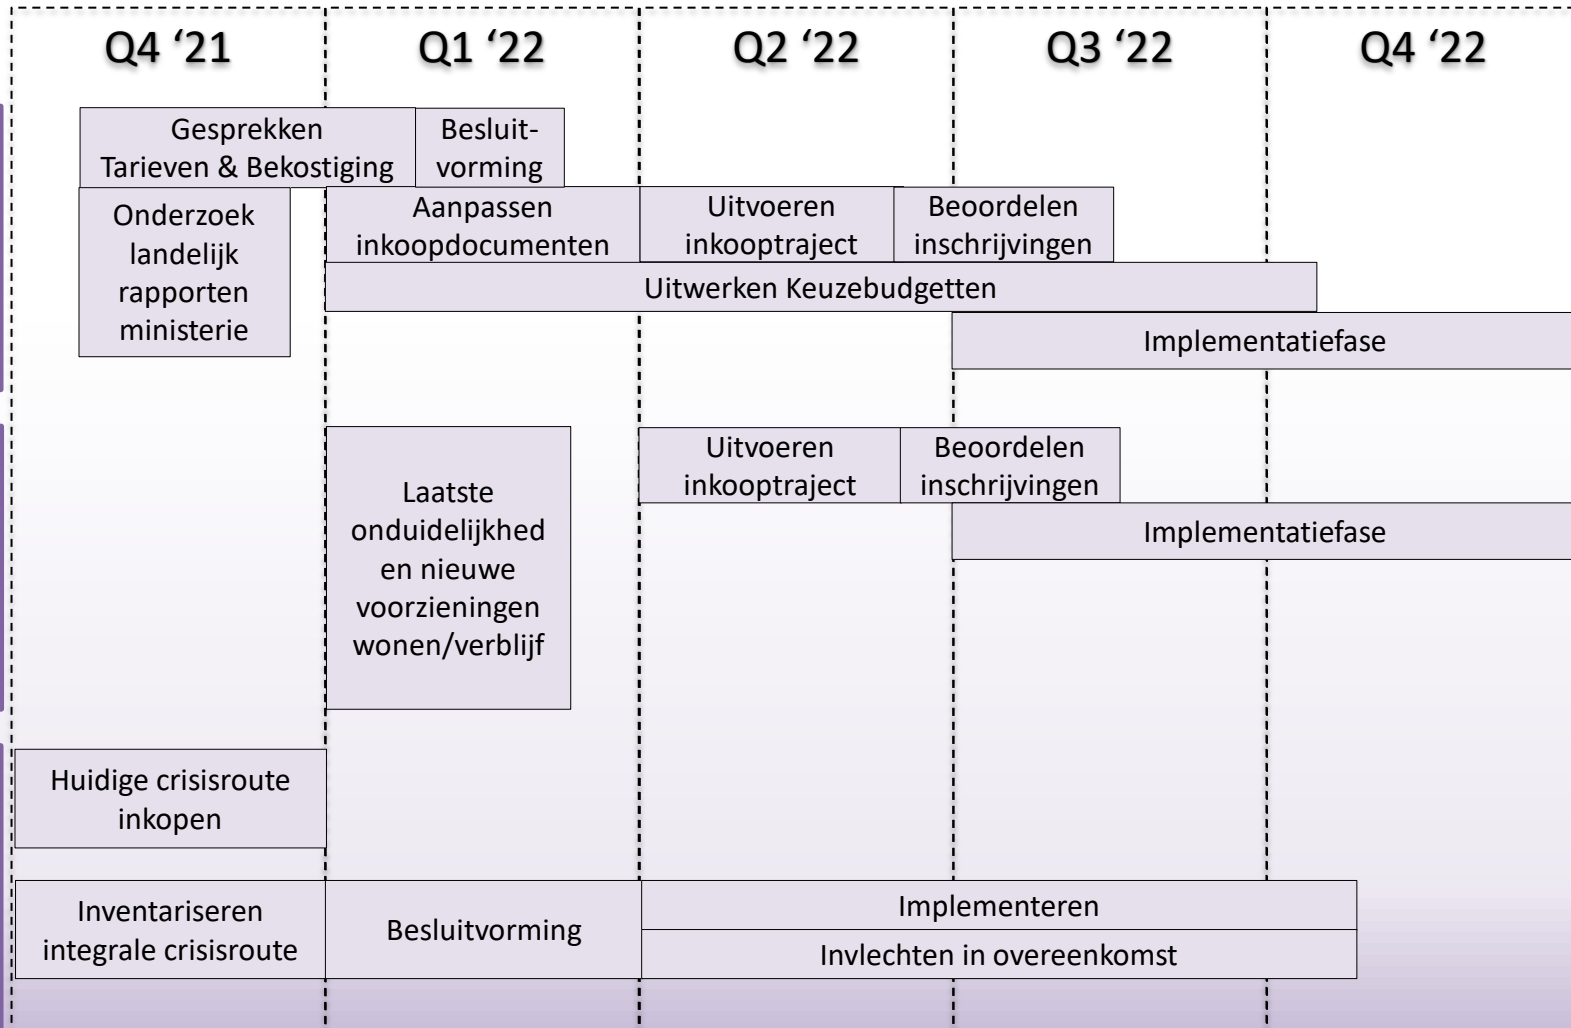 Q4 ‘21
Q1 ‘22
Q2 ‘22
Q3 ‘22
Q4 ‘22
Gesprekken
Tarieven & Bekostiging
Besluit-
vorming
Onderzoek
landelijk
rapporten
ministerie
Aanpassen
inkoopdocumenten
Uitvoeren
inkooptraject
Beoordelen
inschrijvingen
Uitwerken Keuzebudgetten
Implementatiefase
Laatste
onduidelijkhed
en nieuwe
voorzieningen
wonen/verblijf
Uitvoeren
inkooptraject
Beoordelen
inschrijvingen
Implementatiefase
Huidige crisisroute
inkopen
Inventariseren
integrale crisisroute
Besluitvorming
Implementeren
Invlechten in overeenkomst